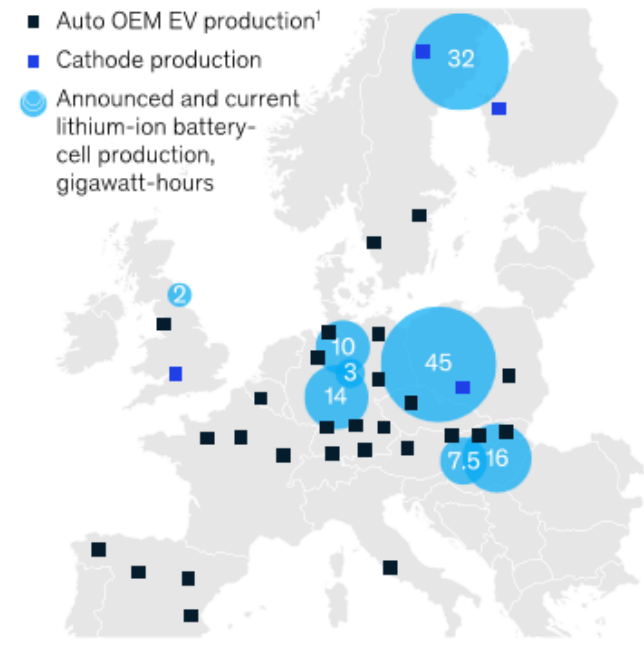 Auto OEM EV production¹
Cathode production
Announced and current
lithium-ion battery-
cell production,
gigawatt-hours
32
2
10
3
45
14
7.5
16